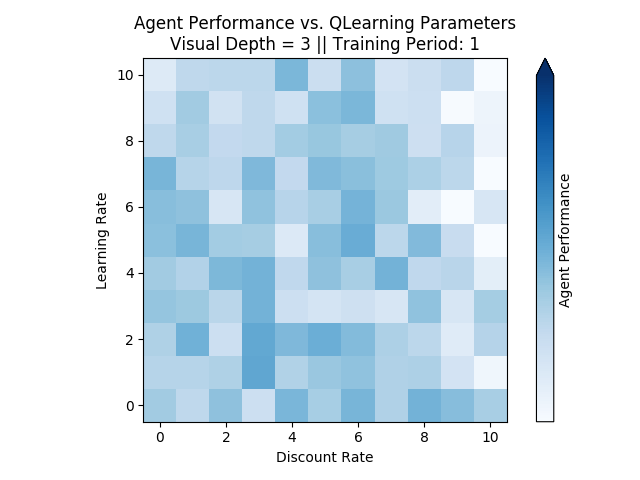 Agent Performance vs. QLearning Parameters
Visual Depth = 3 || Training Period: 1
10
8
6
4
2
0
Learning Rate
0 2 4 6 8 10
Discount Rate
Agent Performance